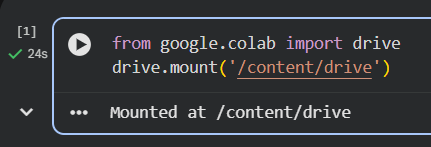 [1]
24s
from google.colab import drive
drive.mount('/content/drive')
Mounted at /content/drive